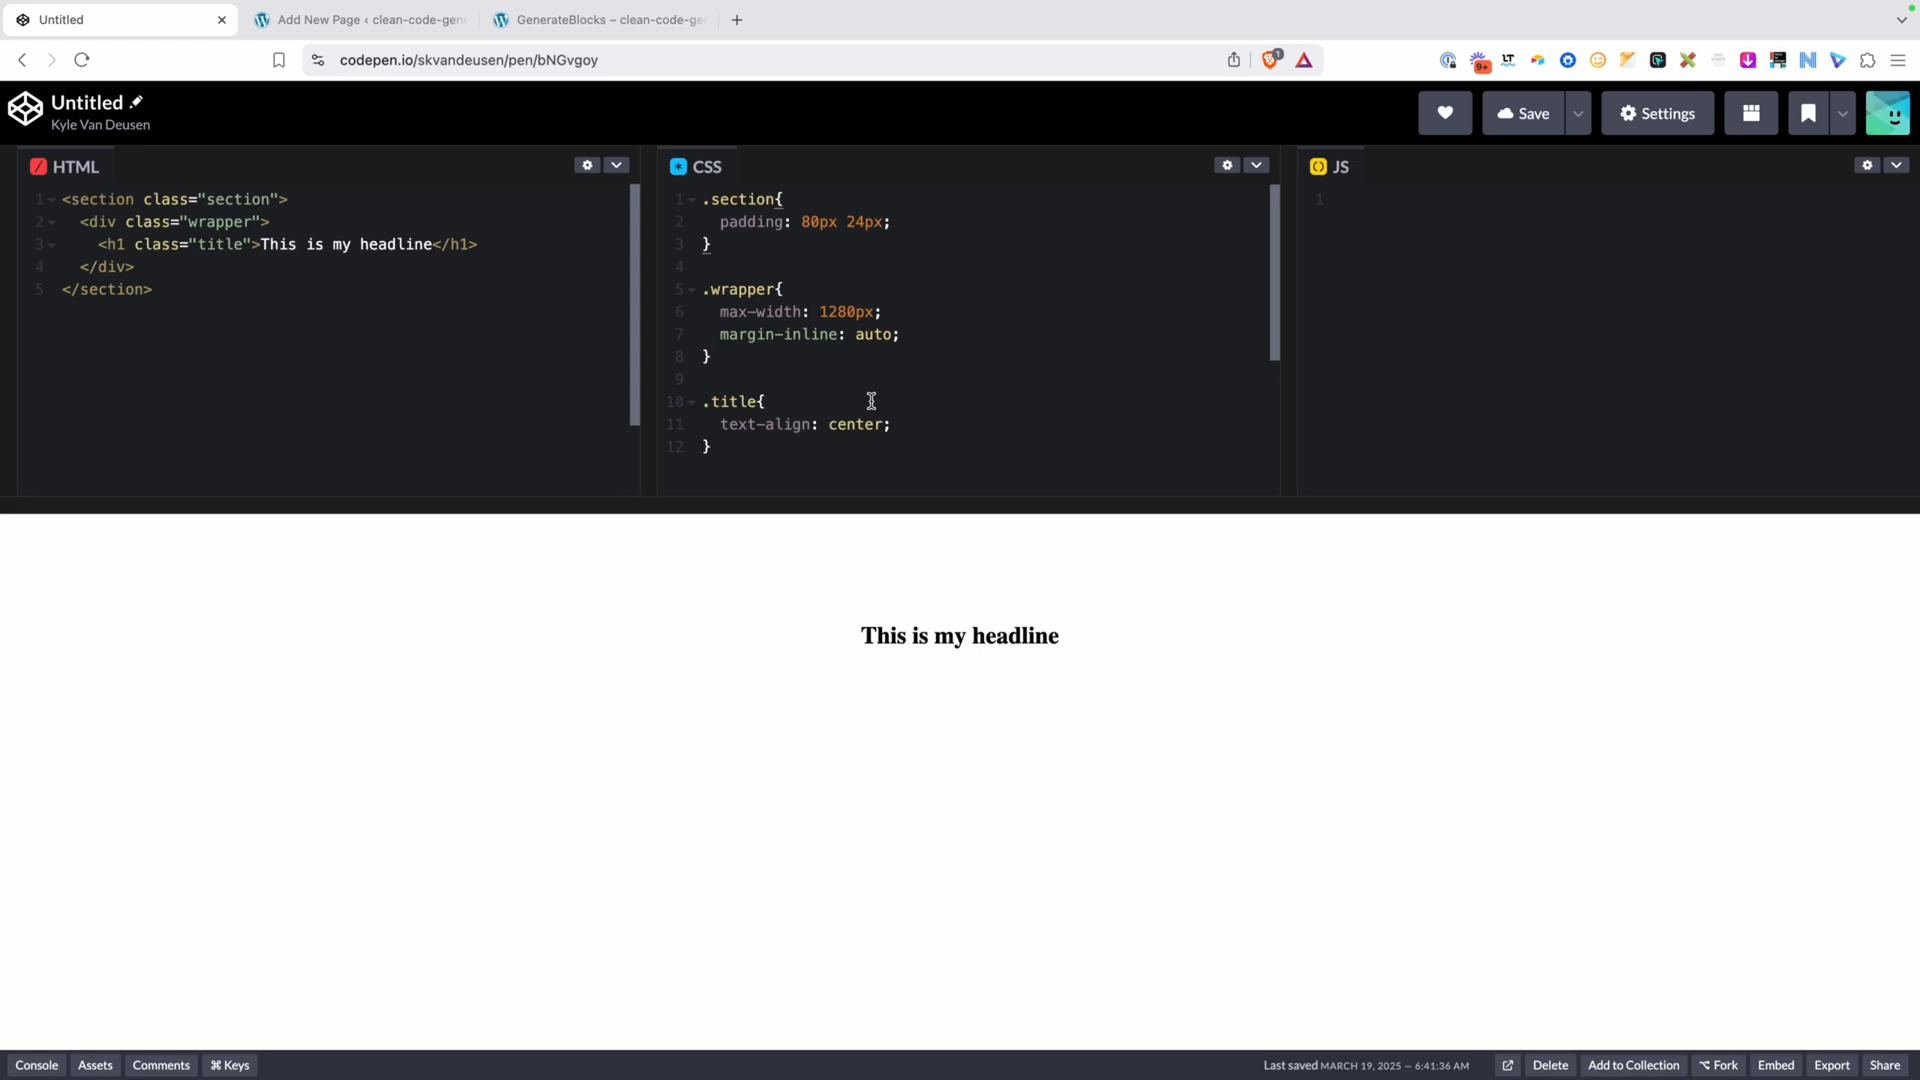 Untitled
Add New Page ‹ clean-code-gen
GenerateBlocks – clean-code-ge
codepen.io/skvandeusen/pen/bNGvgoy
1
9+
LT
Untitled
Kyle Van Deusen
Save
Settings
HTML
CSS
JS
1 <section class="section">
2 <div class="wrapper">
3 <h1 class="title">This is my headline</h1>
4 </div>
5 </section>
1 .section{
2 padding: 80px 24px;
3 }
4
5 .wrapper{
6 max-width: 1280px;
7 margin-inline: auto;
8 }
9
10 .title{
11 text-align: center;
12 }
1
This is my headline
Console
Assets
Comments
⌘ Keys
Last saved MARCH 19, 2025 — 6:41:36 AM
Delete
Add to Collection
Fork
Embed
Export
Share